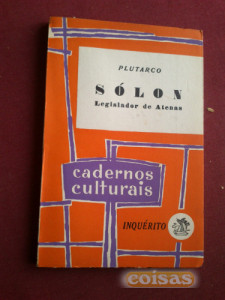 PLUTARCO
SÓLON
Legislador de Atenas
cadernos
culturais
INQUÉRITO
coisas